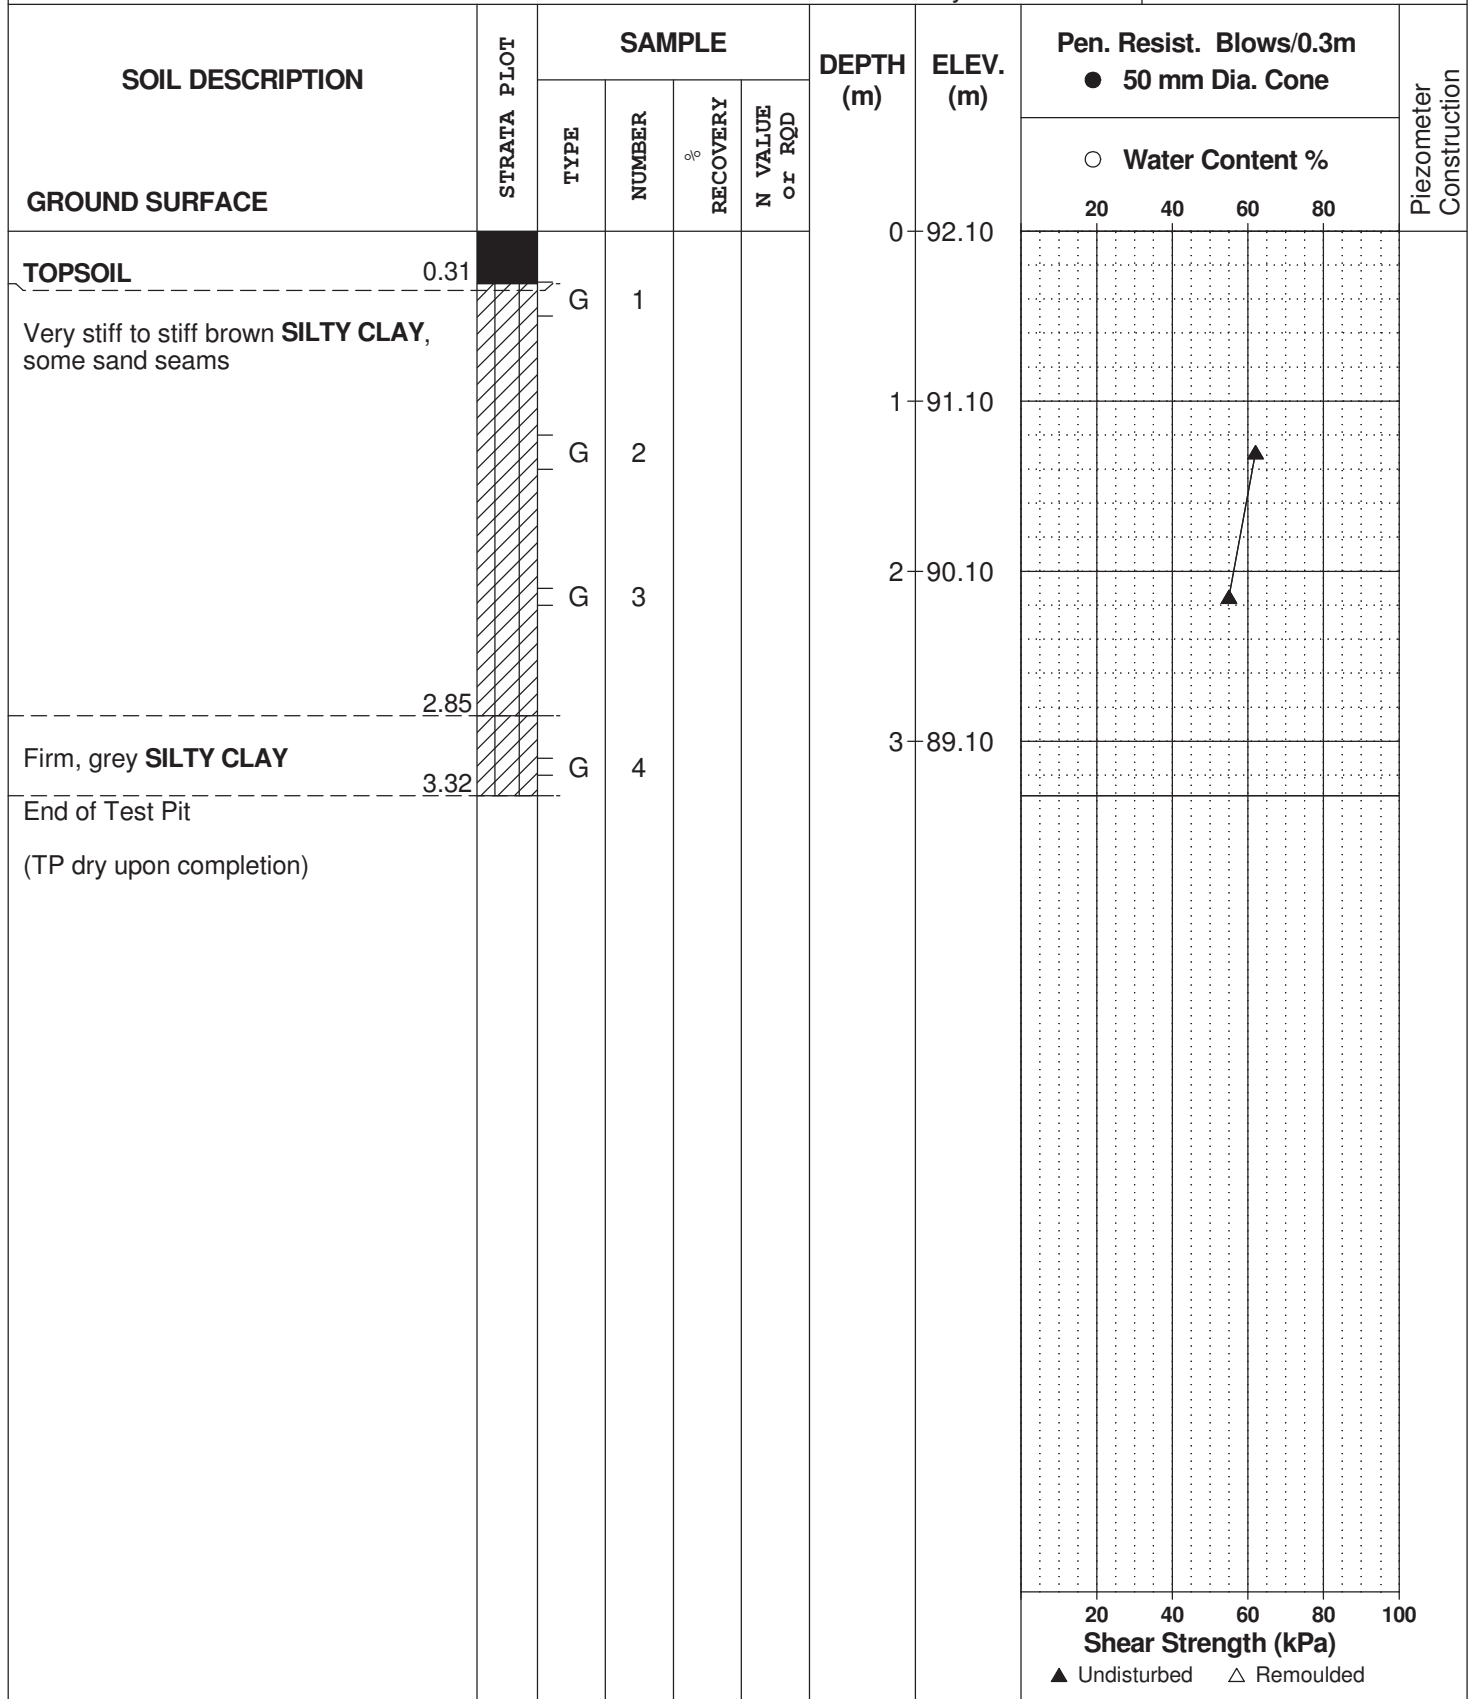 SOIL DESCRIPTION
GROUND SURFACE
STRATA PLOT
SAMPLE
TYPE
NUMBER
%
RECOVERY
N VALUE
or RQD
DEPTH
(m)
ELEV.
(m)
Pen. Resist. Blows/0.3m
● 50 mm Dia. Cone
○ Water Content %
20 40 60 80
Piezometer
Construction
0 92.10
TOPSOIL 0.31
G 1
Very stiff to stiff brown SILTY CLAY,
some sand seams
1 91.10
G 2
2 90.10
G 3
2.85
3 89.10
Firm, grey SILTY CLAY
G 4
3.32
End of Test Pit
(TP dry upon completion)
20 40 60 80 100
Shear Strength (kPa)
▲ Undisturbed △ Remoulded